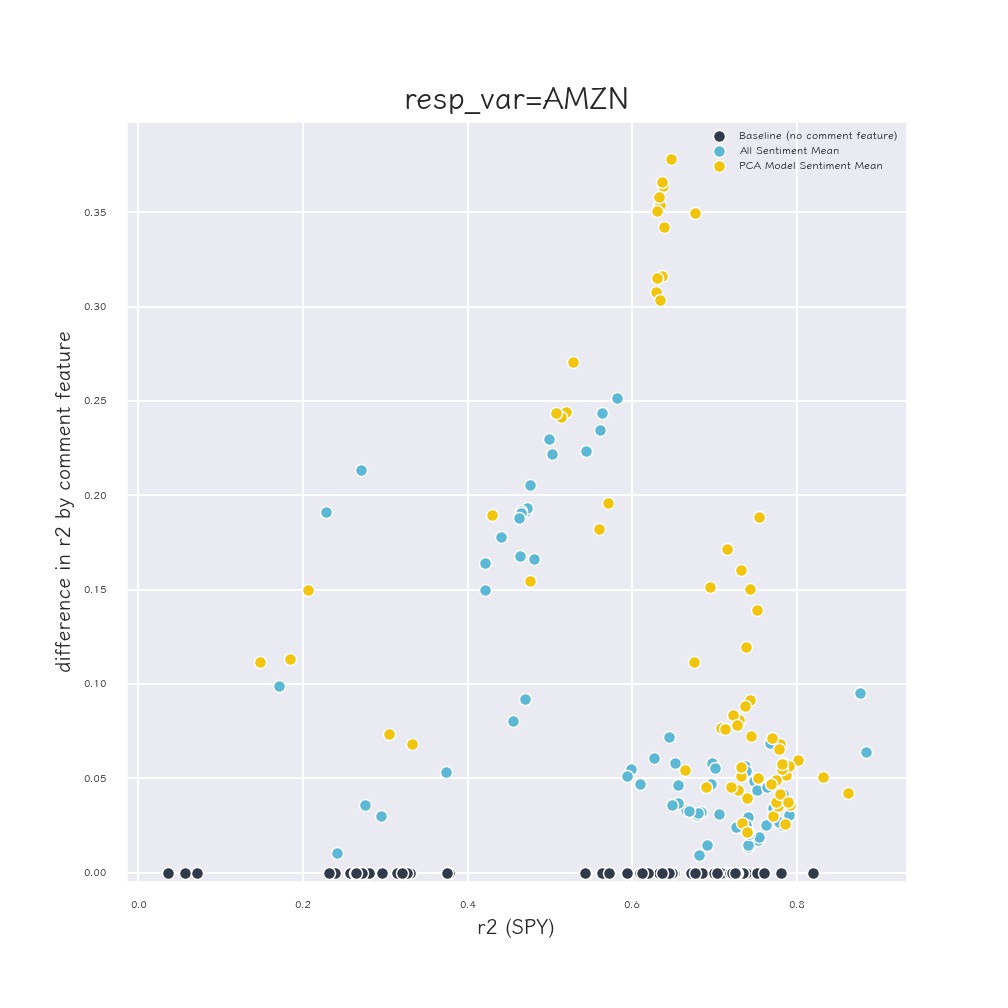 resp_var=AMZN
Baseline (no comment feature)
All Sentiment Mean
PCA Model Sentiment Mean
difference in r2 by comment feature
0.35
0.30
0.25
0.20
0.15
0.10
0.05
0.00
0.0
0.2
0.4
0.6
0.8
r2 (SPY)